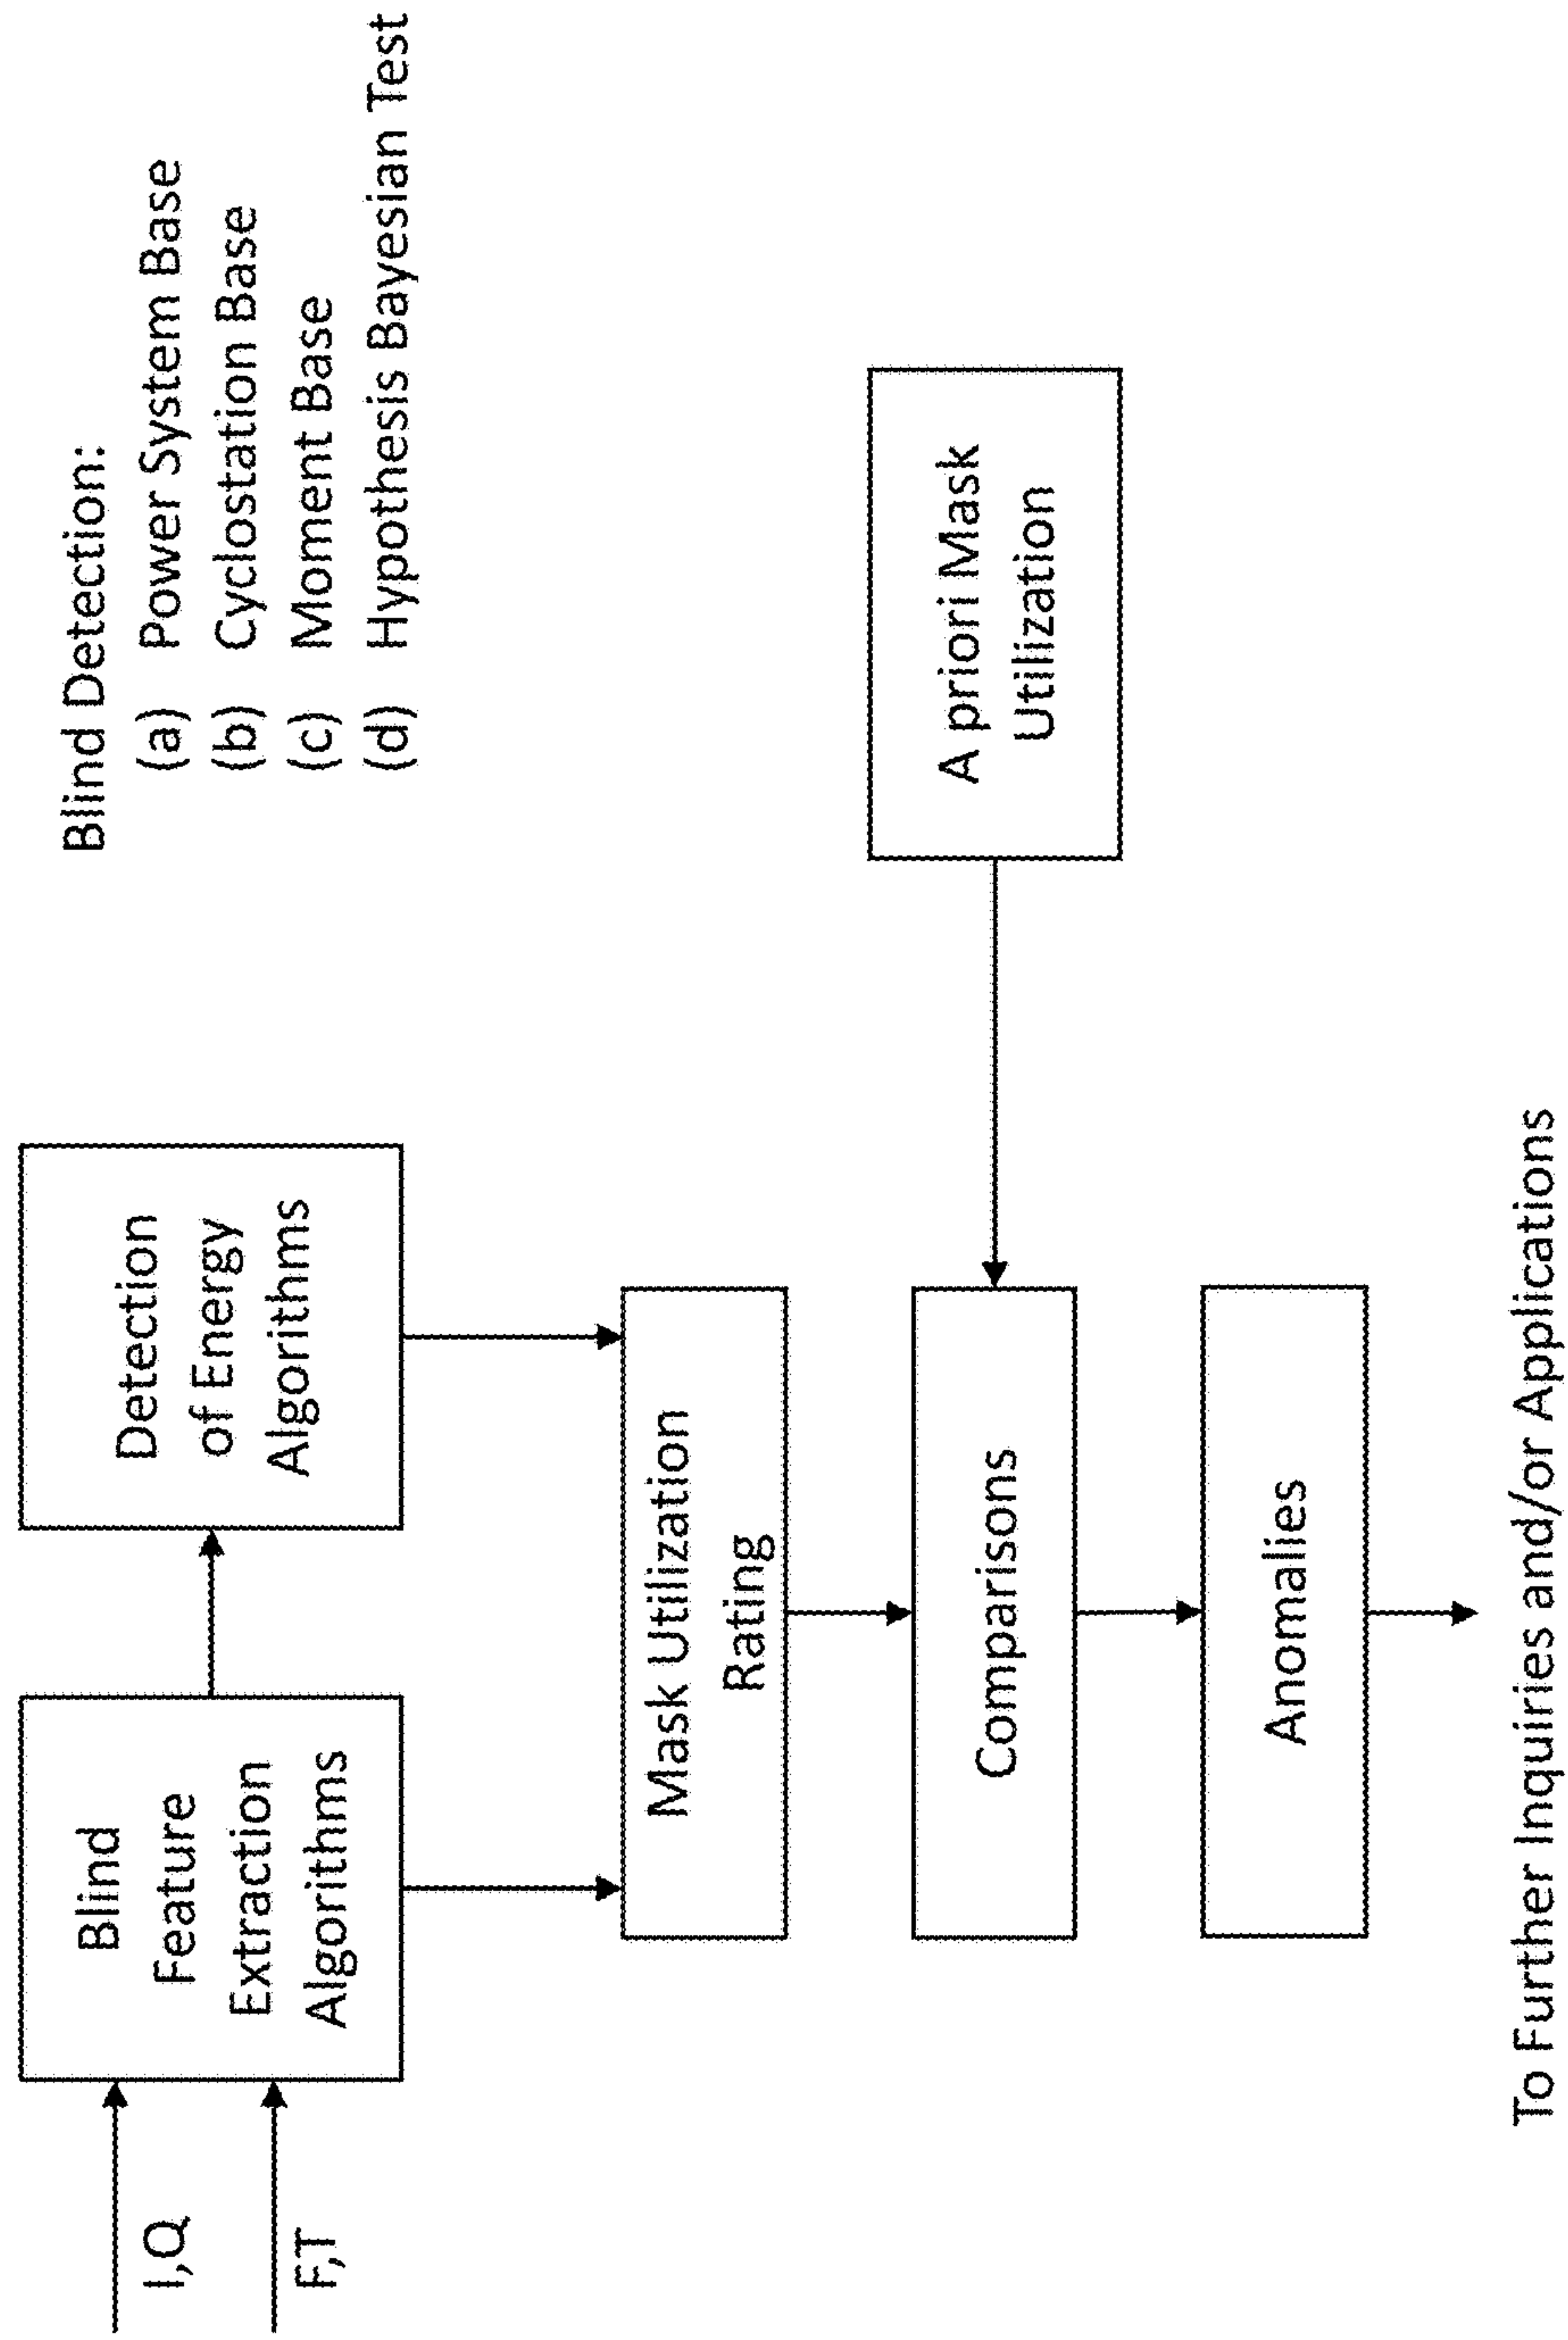 Blind Detection:
(a) Power System Base
(b) Cyclostation Base
(c) Moment Base
(d) Hypothesis Bayesian Test
I,Q
F,T
Blind
Feature
Extraction
Algorithms
Detection
of Energy
Algorithms
Mask Utilization
Rating
Comparisons
A priori Mask
Utilization
Anomalies
To Further Inquiries and/or Applications